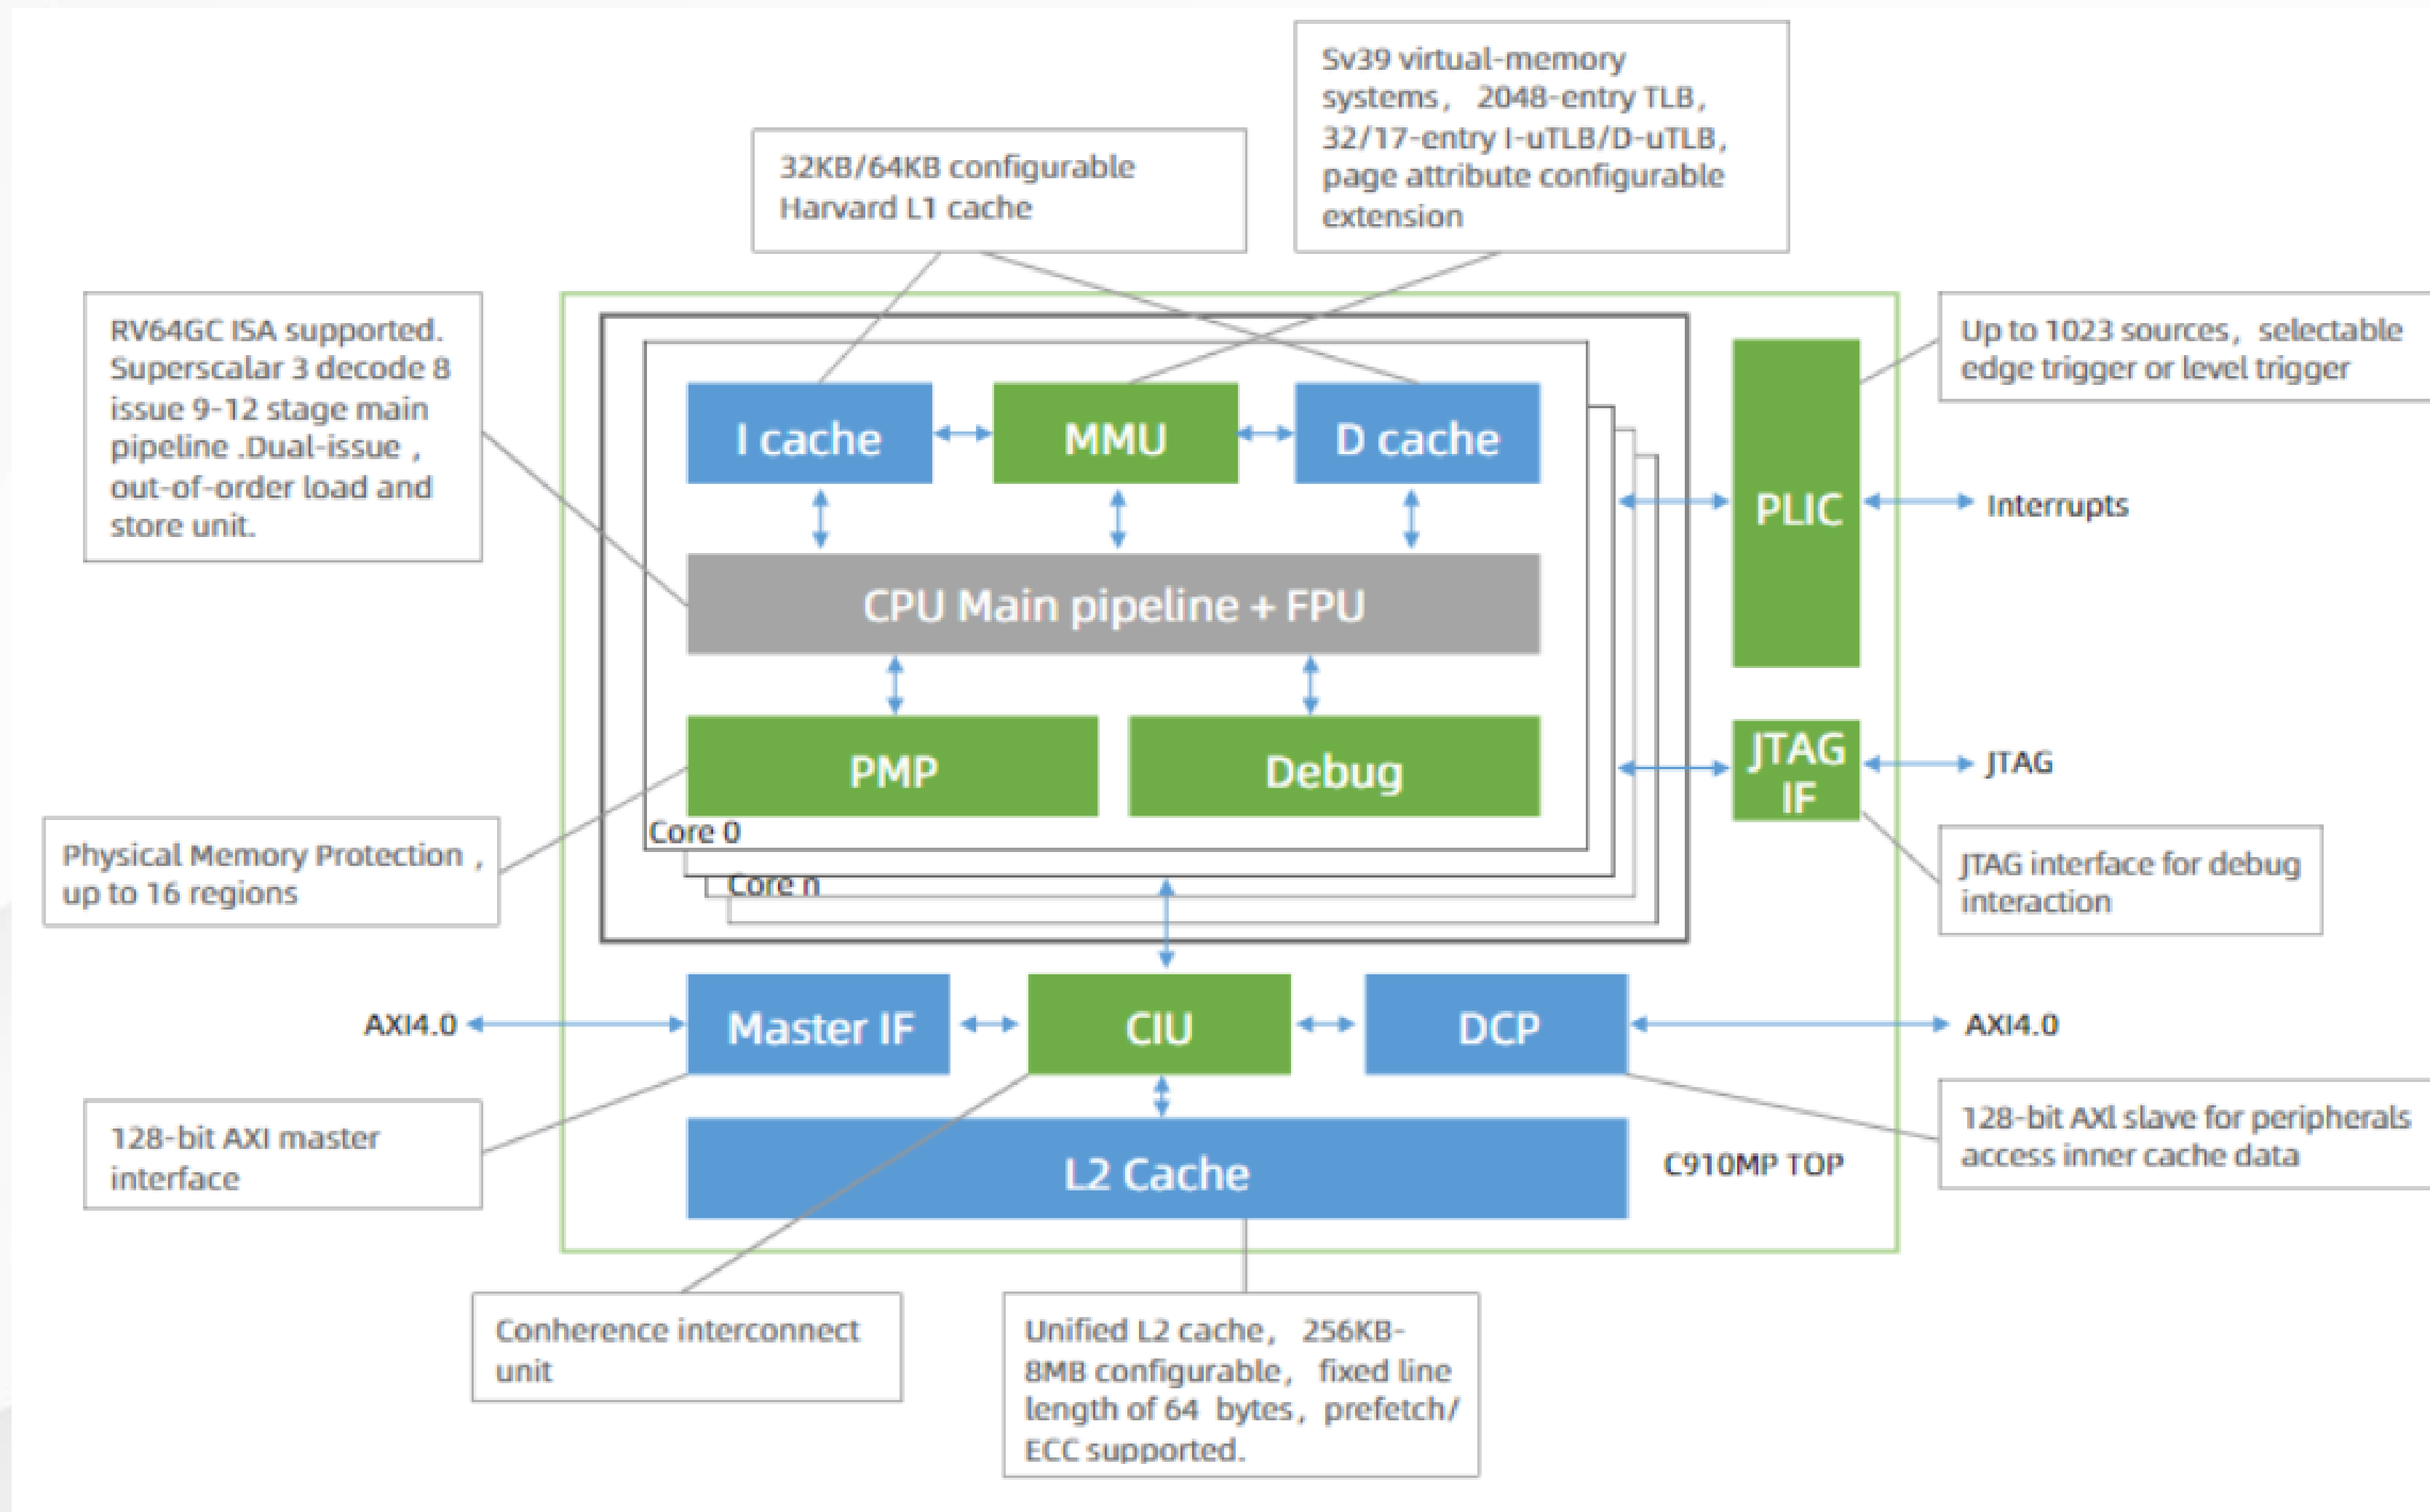 Sv39 virtual-memory
systems， 2048-entry TLB，
32/17-entry I-uTLB/D-uTLB，
page attribute configurable
extension
32KB/64KB configurable
Harvard L1 cache
RV64GC ISA supported.
Superscalar 3 decode 8
issue 9-12 stage main
pipeline .Dual-issue ，
out-of-order load and
store unit.
Up to 1023 sources，selectable
edge trigger or level trigger
I cache
MMU
D cache
PLIC
Interrupts
CPU Main pipeline + FPU
PMP
Debug
JTAG
IF
JTAG
Core 0
Core n
Physical Memory Protection ，
up to 16 regions
JTAG interface for debug
interaction
AXI4.0
Master IF
CIU
DCP
AXI4.0
128-bit AXI master
interface
L2 Cache
C910MP TOP
128-bit AXI slave for peripherals
access inner cache data
Conherence interconnect
unit
Unified L2 cache， 256KB-
8MB configurable， fixed line
length of 64 bytes，prefetch/
ECC supported.